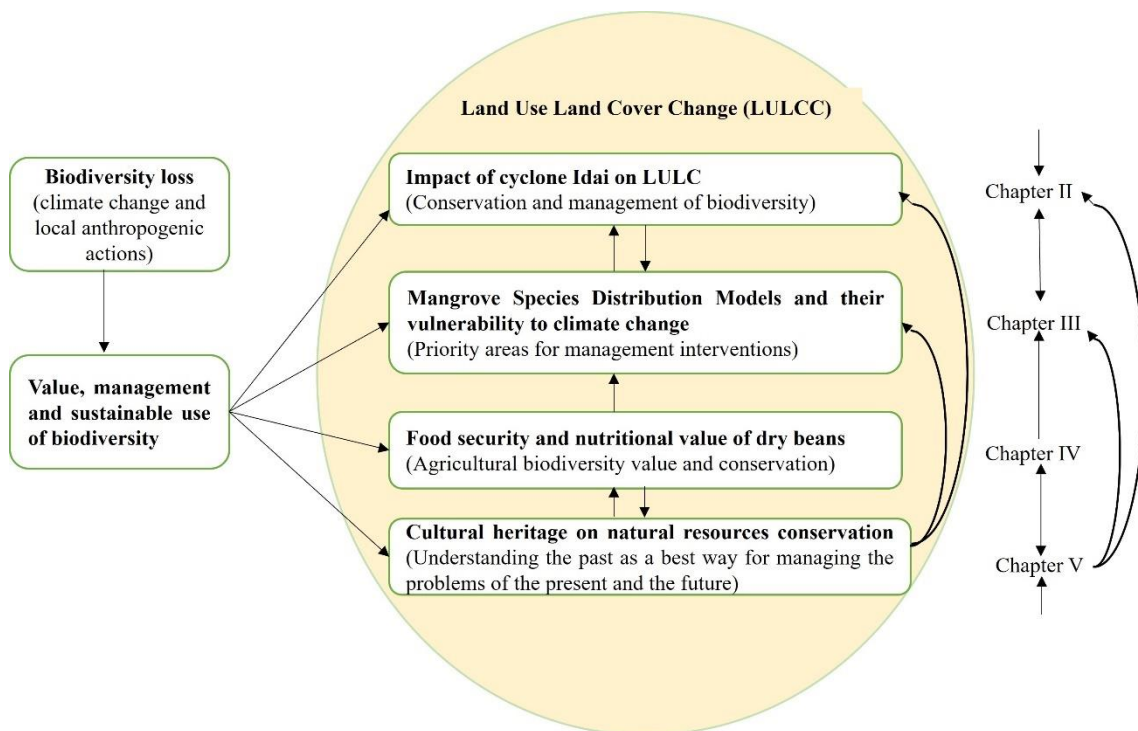 Land Use Land Cover Change (LULCC)
Biodiversity loss
(climate change and
local anthropogenic
actions)
Value, management
and sustainable use
of biodiversity
Impact of cyclone Idai on LULC
(Conservation and management of biodiversity)
Mangrove Species Distribution Models and their
vulnerability to climate change
(Priority areas for management interventions)
Food security and nutritional value of dry beans
(Agricultural biodiversity value and conservation)
Cultural heritage on natural resources conservation
(Understanding the past as a best way for managing the
problems of the present and the future)
Chapter II
Chapter III
Chapter IV
Chapter V